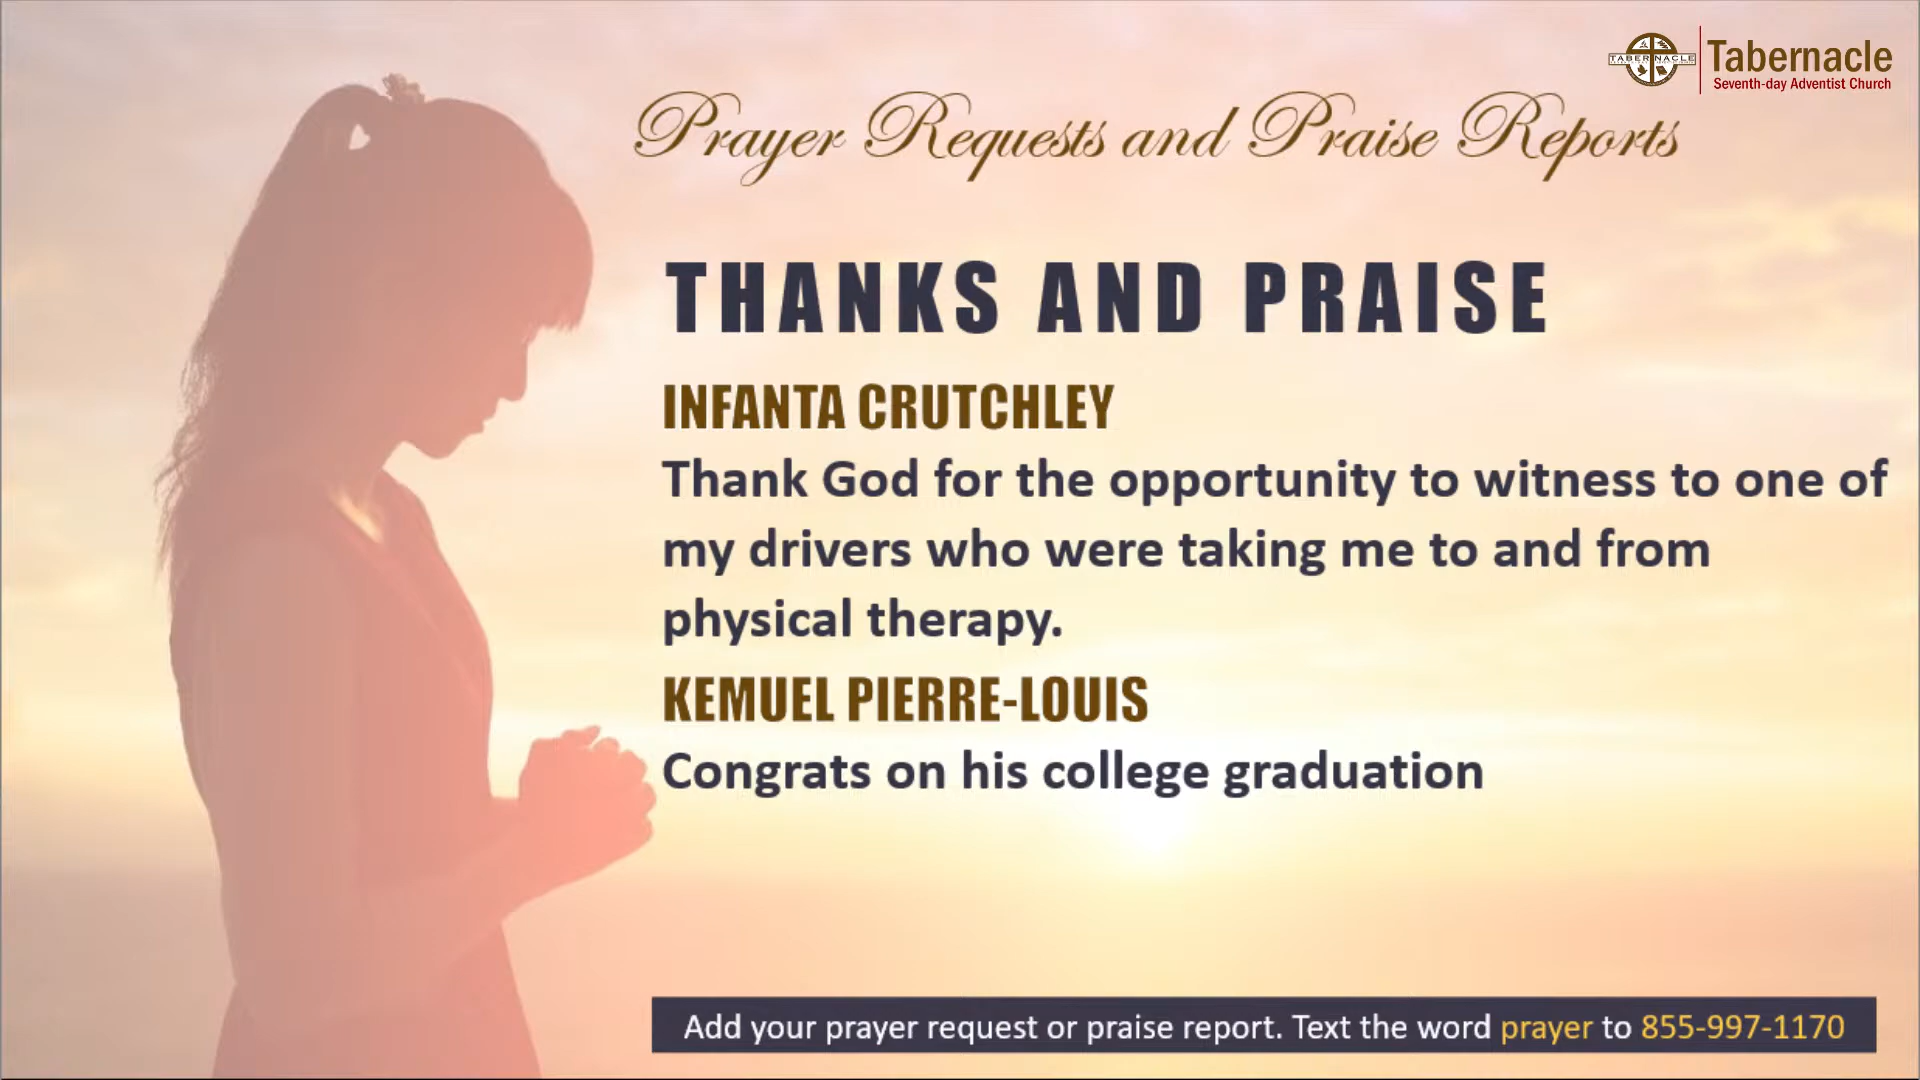 TABERNACLE
Tabernacle
Seventh-day Adventist Church
Prayer Requests and Praise Reports
THANKS AND PRAISE
INFANTA CRUTCHLEY
Thank God for the opportunity to witness to one of
my drivers who were taking me to and from
physical therapy.
KEMUEL PIERRE-LOUIS
Congrats on his college graduation
Add your prayer request or praise report. Text the word prayer to 855-997-1170